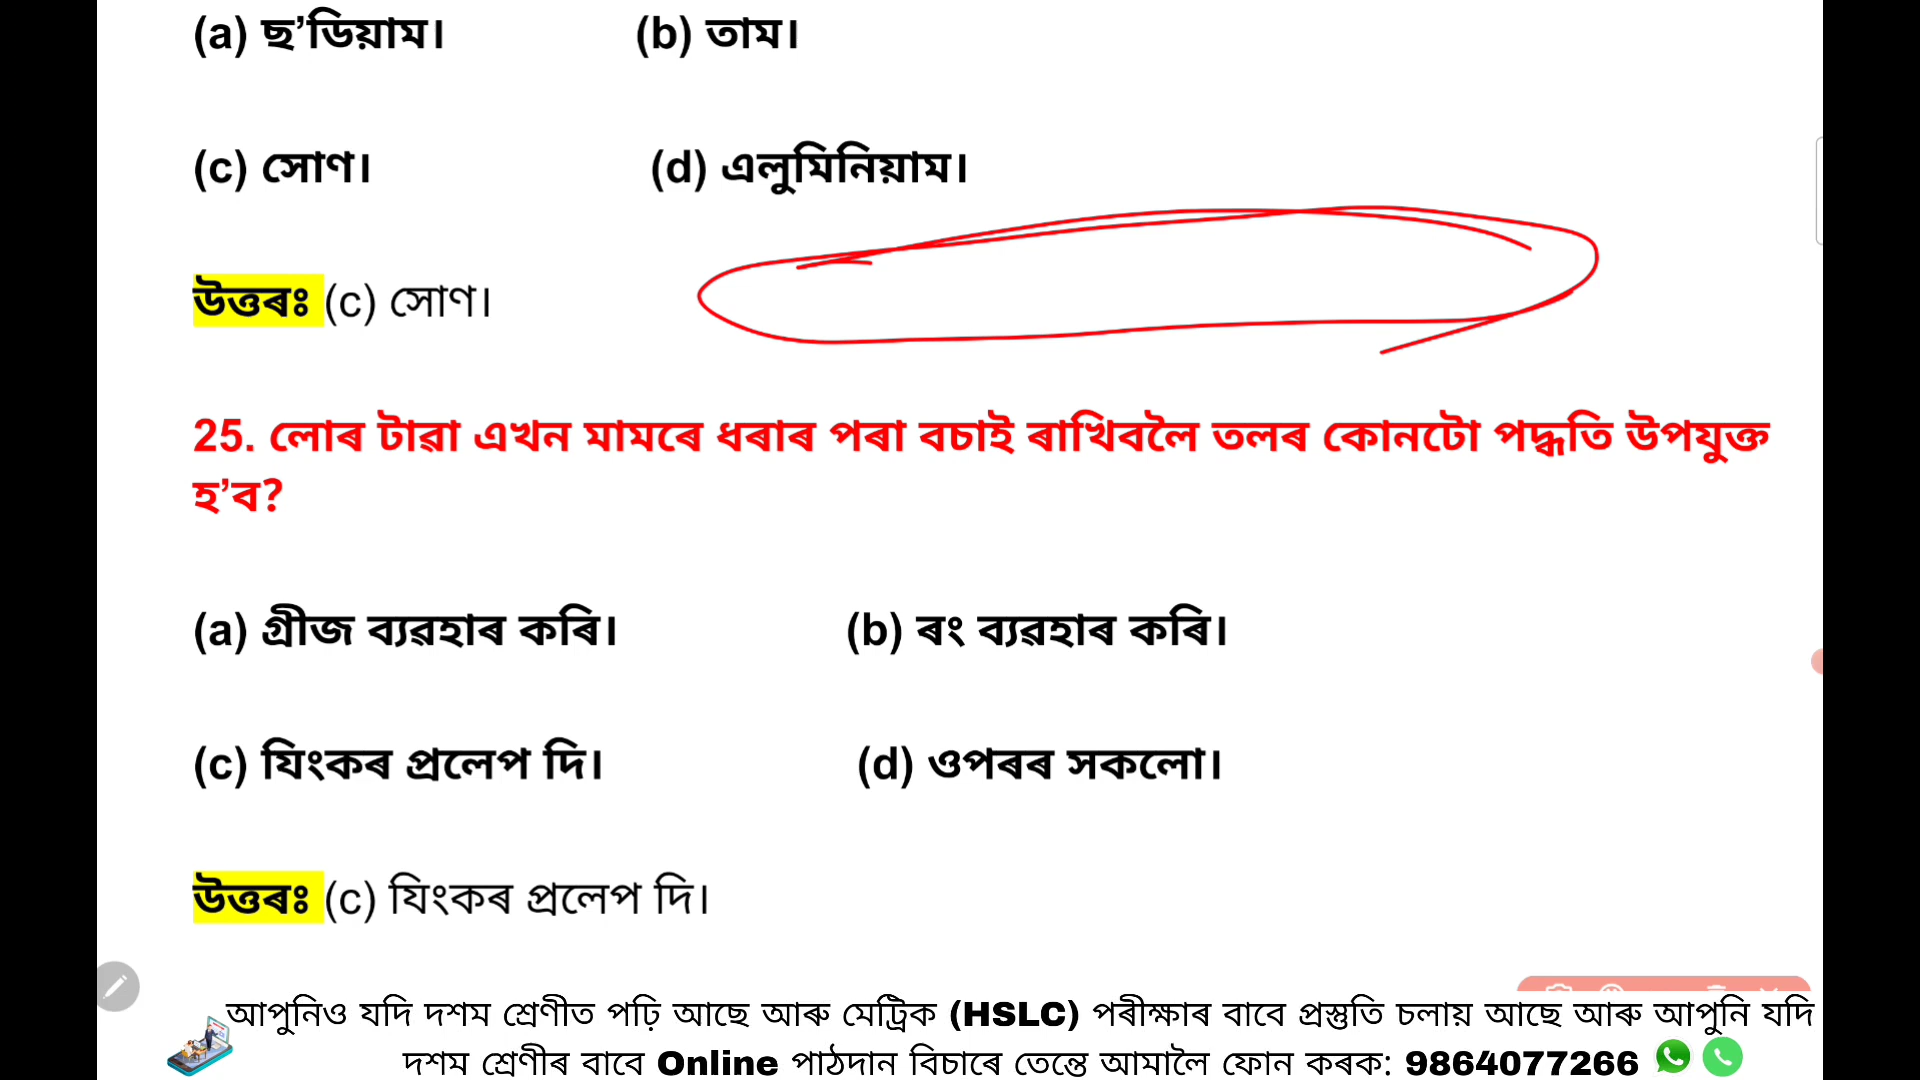 (a) ছ’ডিয়াম। (b) তাম।
(c) সোণ। (d) এলুমিনিয়াম।
উত্তৰঃ (c) সোণ।
25. লোৰ টাৱা এখন মামৰে ধৰাৰ পৰা বচাই ৰাখিবলৈ তলৰ কোনটো পদ্ধতি উপযুক্ত
হ’ব?
(a) গ্ৰীজ ব্যৱহাৰ কৰি। (b) ৰং ব্যৱহাৰ কৰি।
(c) যিংকৰ প্ৰলেপ দি। (d) ওপৰৰ সকলো।
উত্তৰঃ (c) যিংকৰ প্ৰলেপ দি।
আপুনিও যদি দশম শ্ৰেণীত পঢ়ি আছে আৰু মেট্ৰিক (HSLC) পৰীক্ষাৰ বাবে প্ৰস্তুতি চলায় আছে আৰু আপুনি যদি
দশম শ্ৰেণীৰ বাবে Online পাঠদান বিচাৰে তেন্তে আমালৈ ফোন কৰক: 9864077266